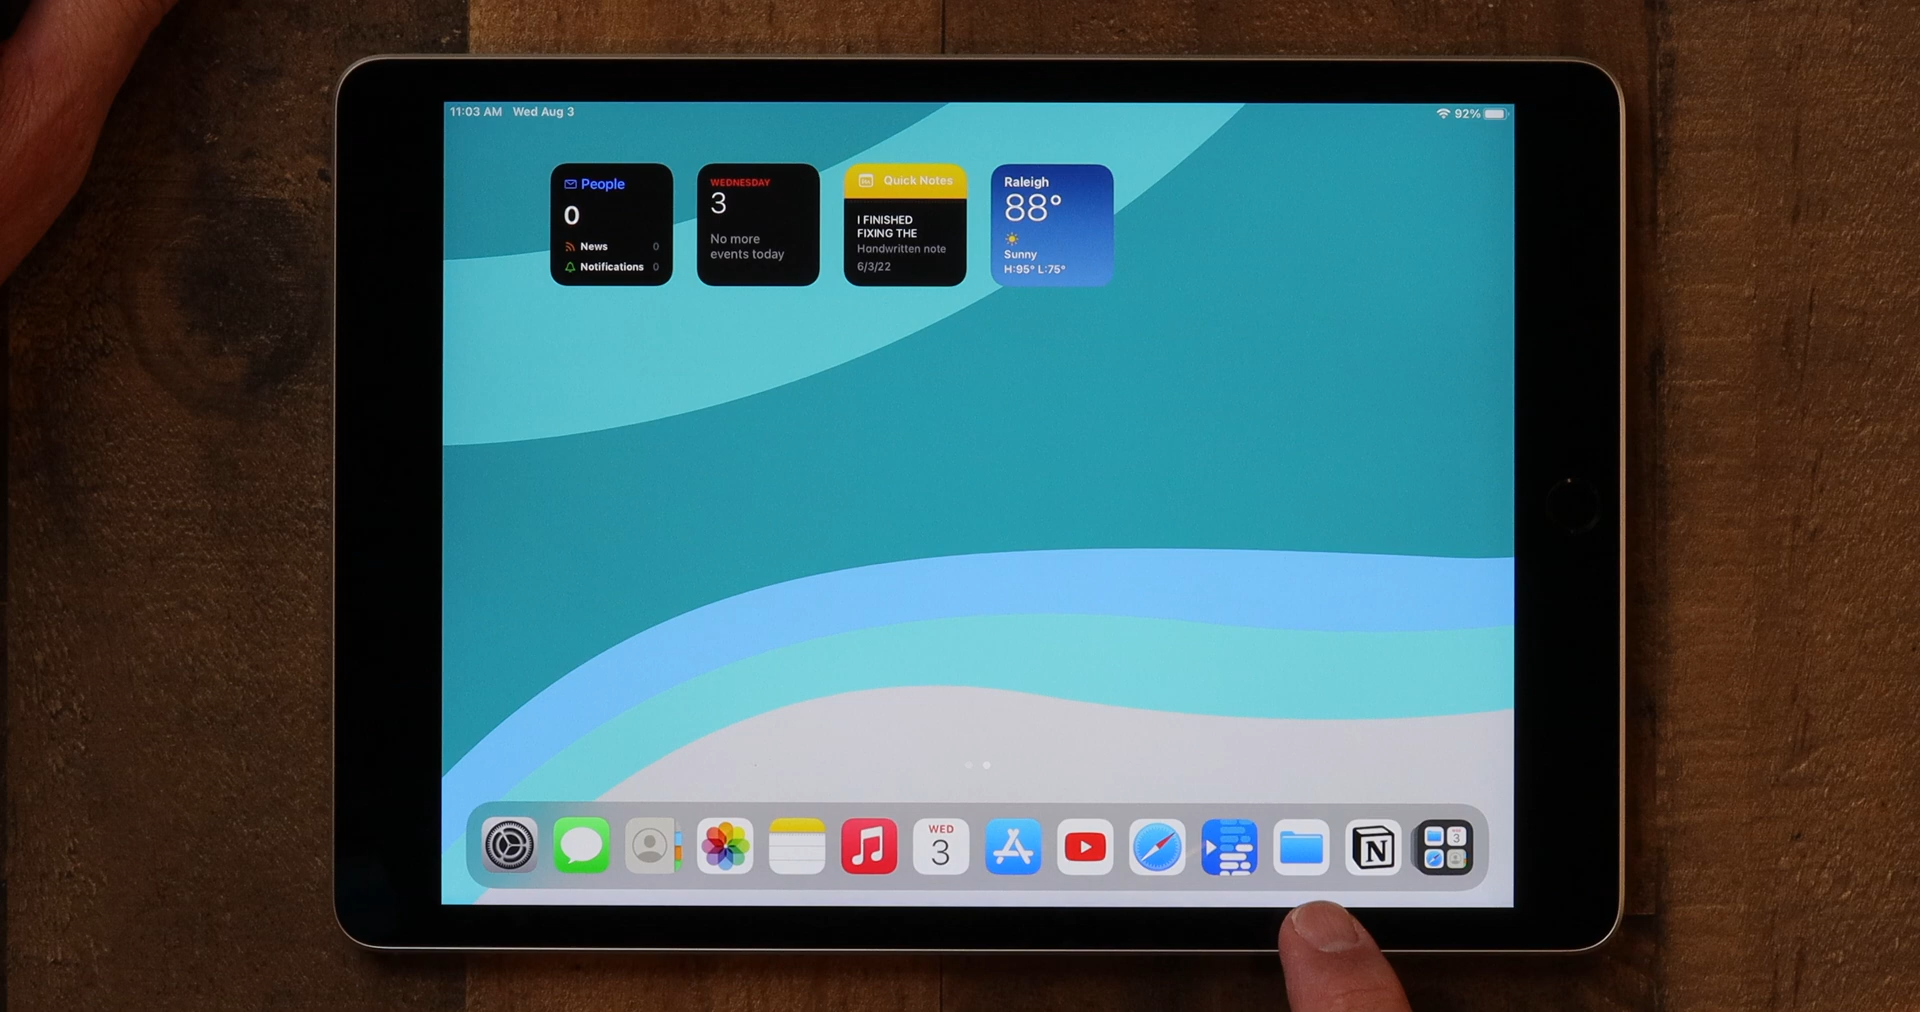 11:03 AM Wed Aug 3
92%
People
0
News 0
Notifications 0
WEDNESDAY
3
No more
events today
Quick Notes
I FINISHED
FIXING THE
Handwritten note
6/3/22
Raleigh
88°
Sunny
H:95° L:75°
WED
3
N
3